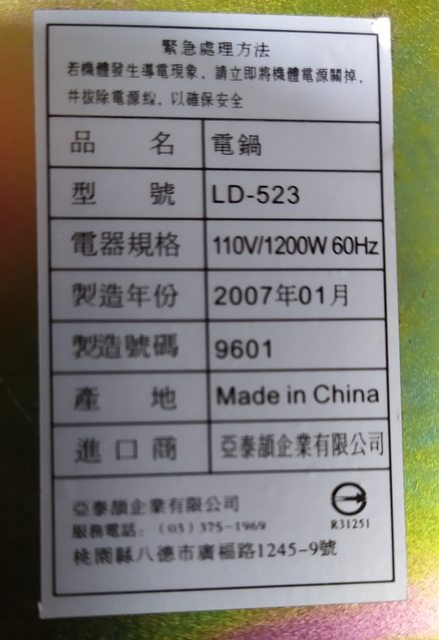 緊急處理方法
若機體發生導電現象, 請立即將機體電源關掉,
並拔除電源線, 以確保安全
品名 電鍋
型號 LD-523
電器規格 110V/1200W 60Hz
製造年份 2007年01月
製造號碼 9601
產地 Made in China
進口商 亞泰頡企業有限公司
亞泰頡企業有限公司
服務電話: (03) 375-1969
R31251
桃園縣八德市廣福路1245-9號